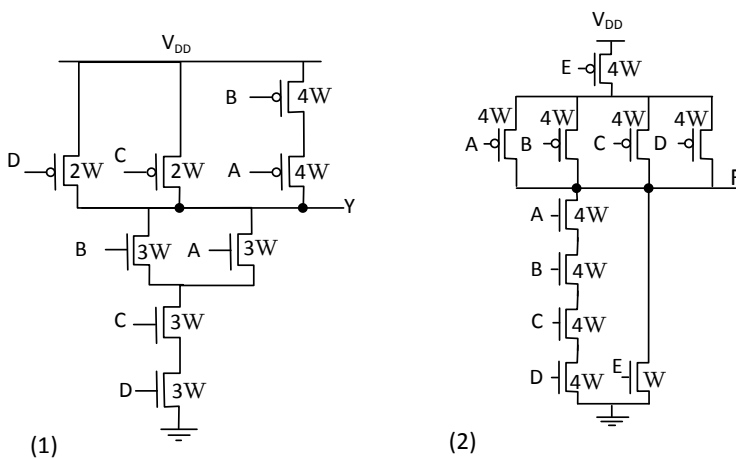 V_DD
B 4W
D 2W
C 2W
A 4W
Y
B 3W
A 3W
C 3W
D 3W
(1)
V_DD
E 4W
4W 4W 4W 4W
A B C D
F
A 4W
B 4W
C 4W
D 4W
E W
(2)